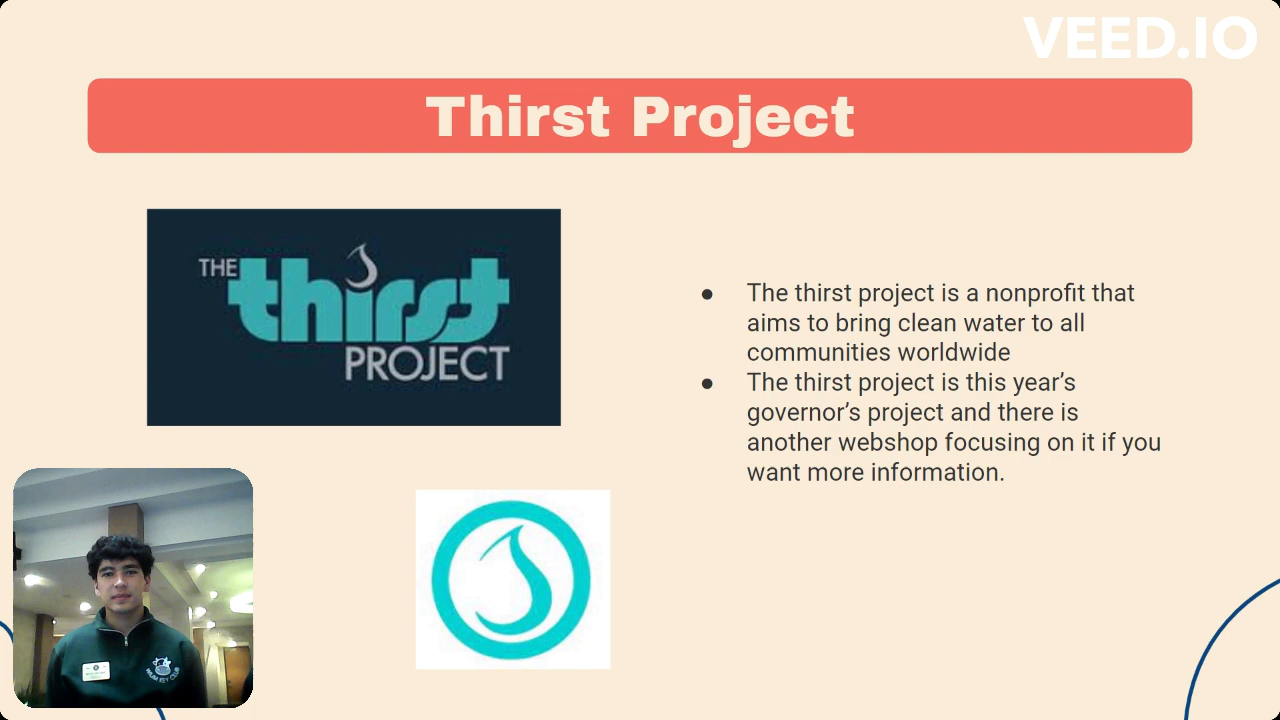 VEED.IO
Thirst Project
THE
thirst
PROJECT
● The thirst project is a nonprofit that
aims to bring clean water to all
communities worldwide
● The thirst project is this year’s
governor’s project and there is
another webshop focusing on it if you
want more information.
KEY CLUB